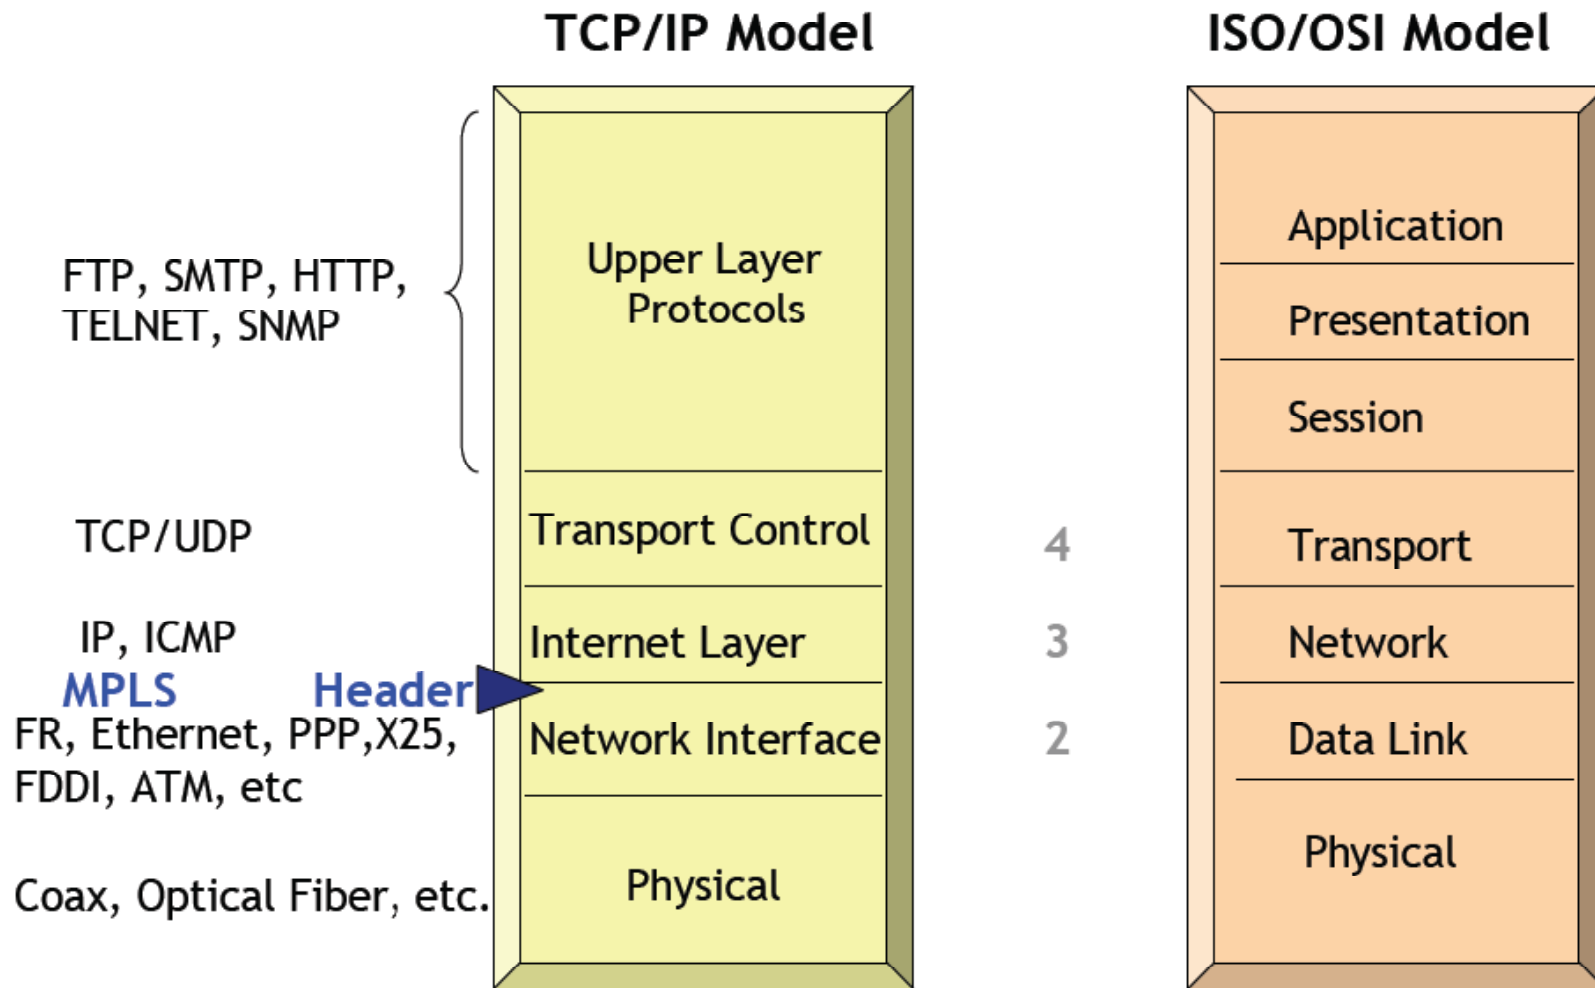 TCP/IP Model
ISO/OSI Model
FTP, SMTP, HTTP,
TELNET, SNMP
Upper Layer
Protocols
Application
Presentation
Session
TCP/UDP
Transport Control
4
Transport
IP, ICMP
Internet Layer
3
Network
MPLS Header
FR, Ethernet, PPP,X25,
FDDI, ATM, etc
Network Interface
2
Data Link
Coax, Optical Fiber, etc.
Physical
Physical